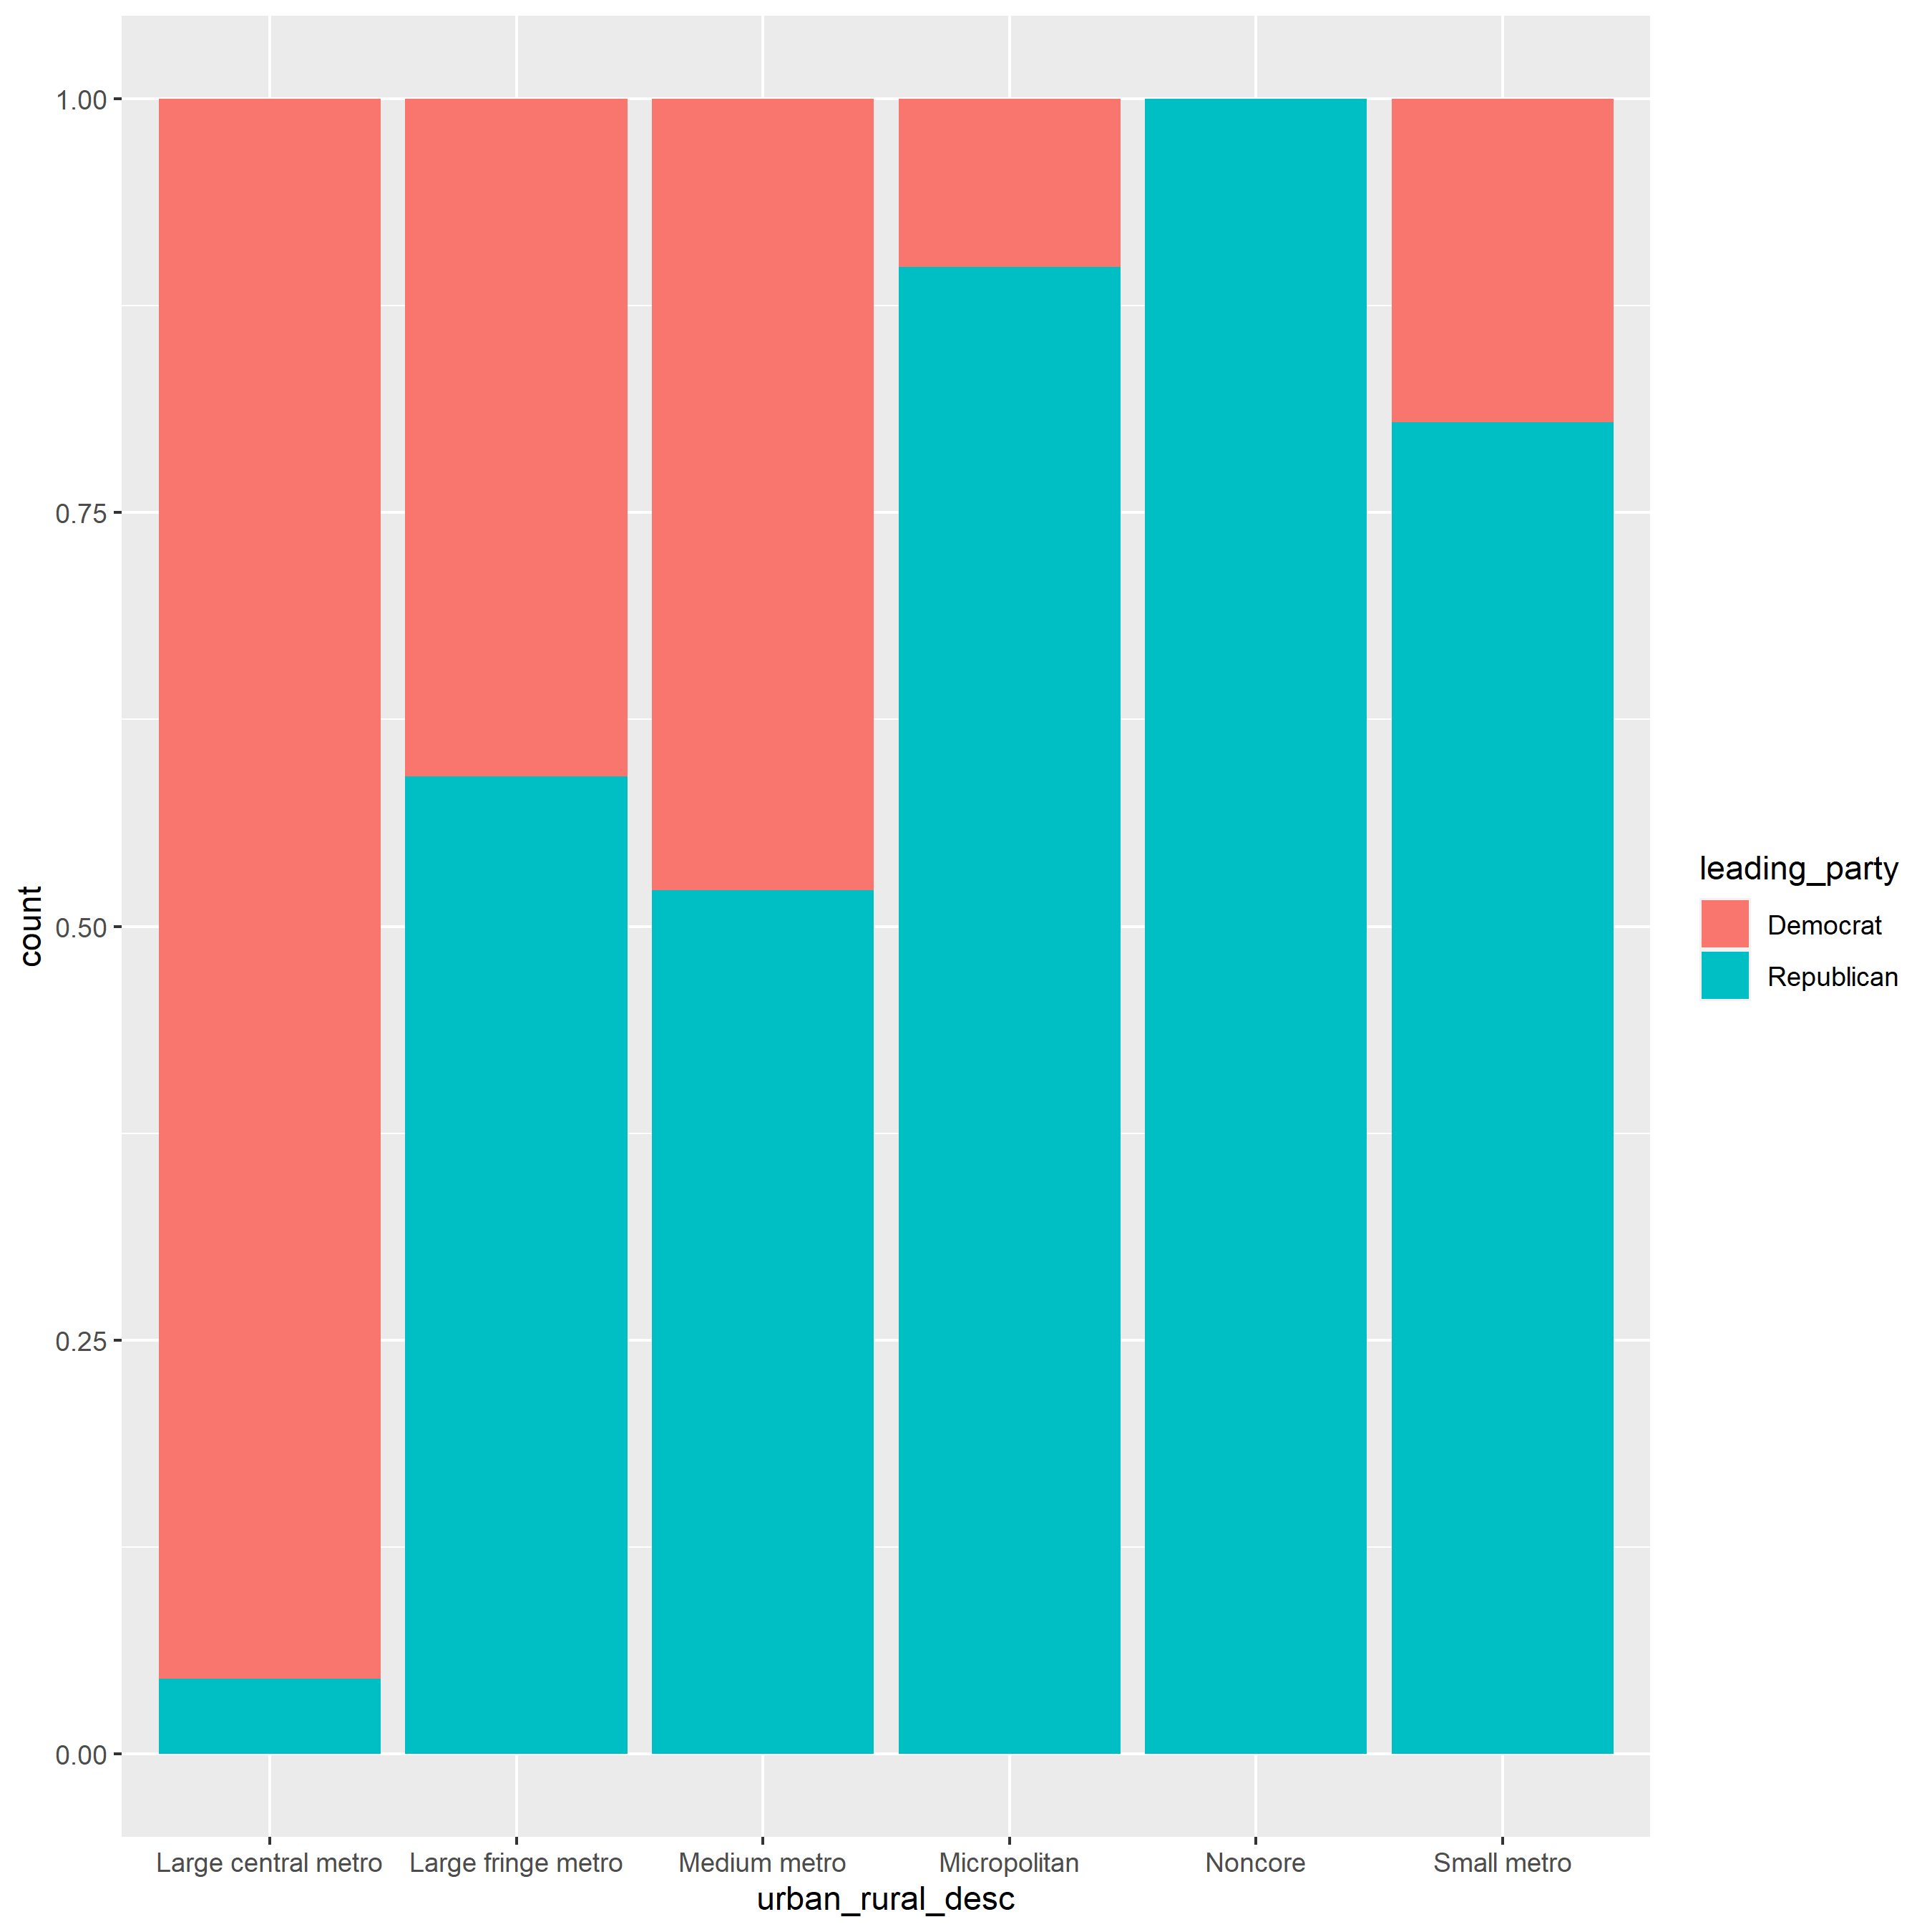 1.00
0.75
0.50
0.25
0.00
count
Large central metro
Large fringe metro
Medium metro
Micropolitan
Noncore
Small metro
urban_rural_desc
leading_party
Democrat
Republican